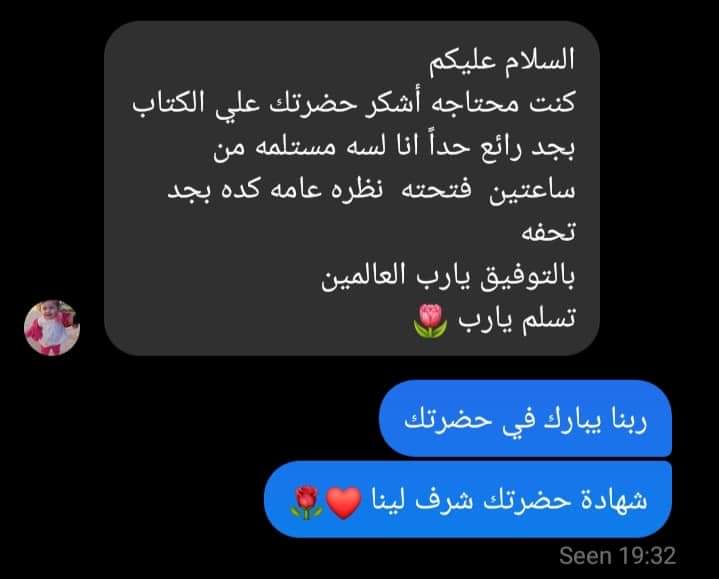 السلام عليكم
كنت محتاجه أشكر حضرتك علي الكتاب
بجد رائع حداً انا لسه مستلمه من
ساعتين فتحته نظره عامه كده بجد
تحفه
بالتوفيق يارب العالمين
تسلم يارب 🌷
ربنا يبارك في حضرتك
شهادة حضرتك شرف لينا ❤️🌹
Seen 19:32